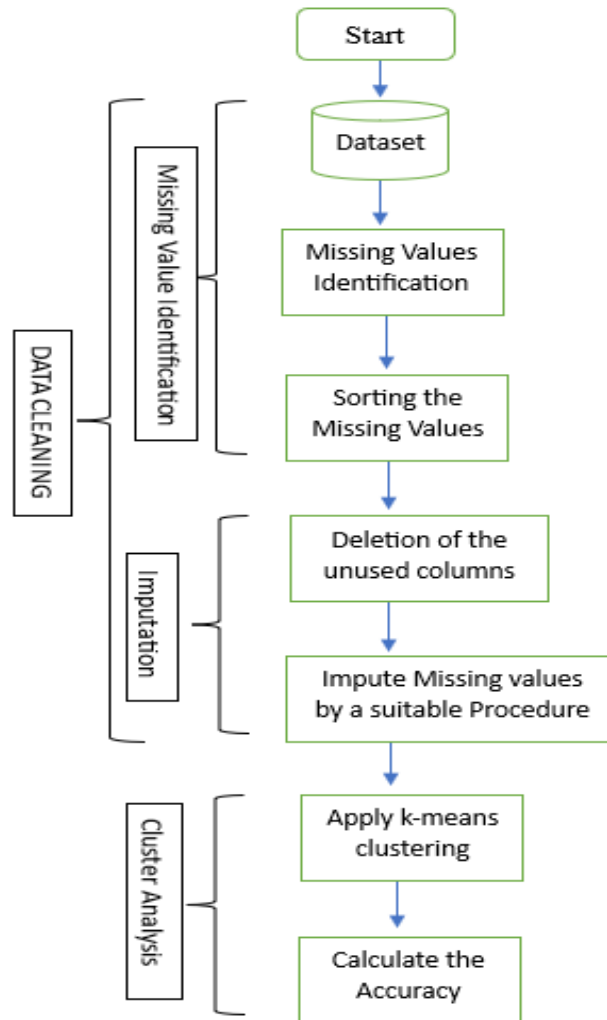 Start
Dataset
Missing Values
Identification
Sorting the
Missing Values
Missing Value Identification
DATA CLEANING
Deletion of the
unused columns
Imputation
Impute Missing values
by a suitable Procedure
Apply k-means
clustering
Cluster Analysis
Calculate the
Accuracy